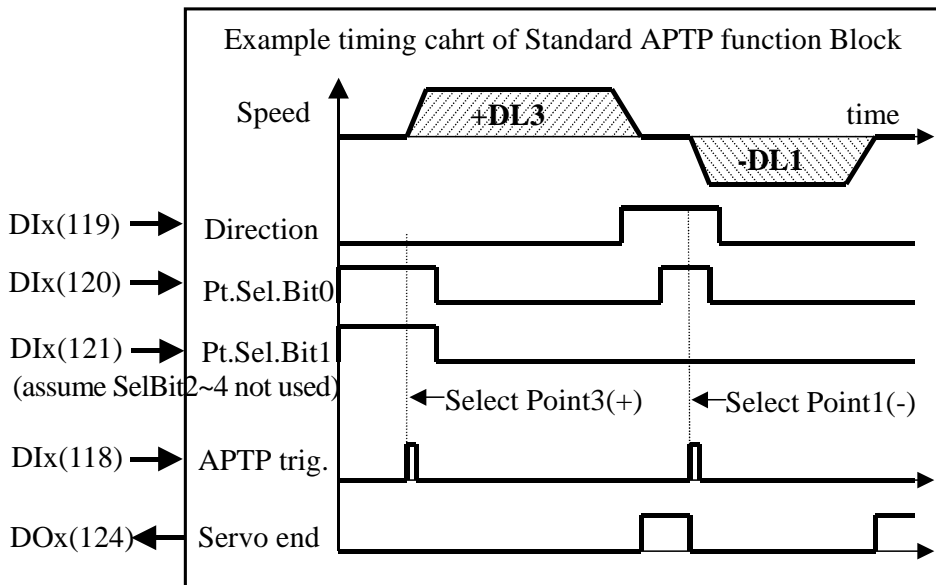 Example timing cahrt of Standard APTP function Block
Speed
+DL3
time
-DL1
DIx(119)
Direction
DIx(120)
Pt.Sel.Bit0
DIx(121)
Pt.Sel.Bit1
(assume SelBit2~4 not used)
Select Point3(+)
Select Point1(-)
DIx(118)
APTP trig.
DOx(124)
Servo end